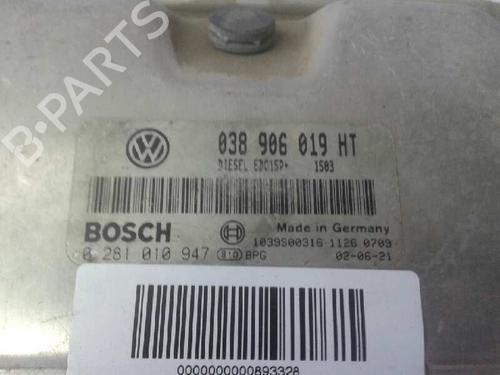 038 906 019 HT
DIESEL EDC15P+ 1503
BOSCH
Made in Germany
1039S00316 1126 0709
0 281 010 947 BPG 02-06-21
0000000000893328